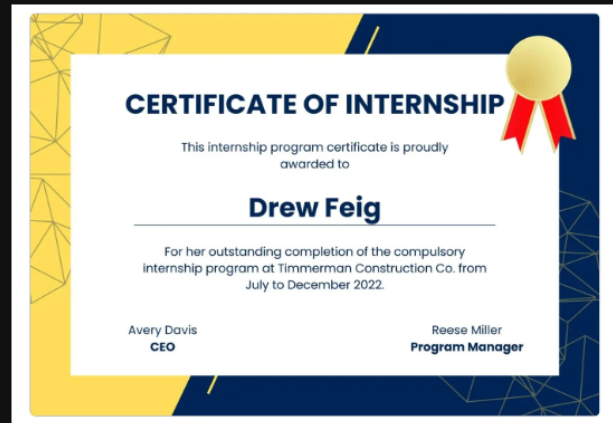 CERTIFICATE OF INTERNSHIP
This internship program certificate is proudly
awarded to
Drew Feig
For her outstanding completion of the compulsory
internship program at Timmerman Construction Co. from
July to December 2022.
Avery Davis
CEO
Reese Miller
Program Manager